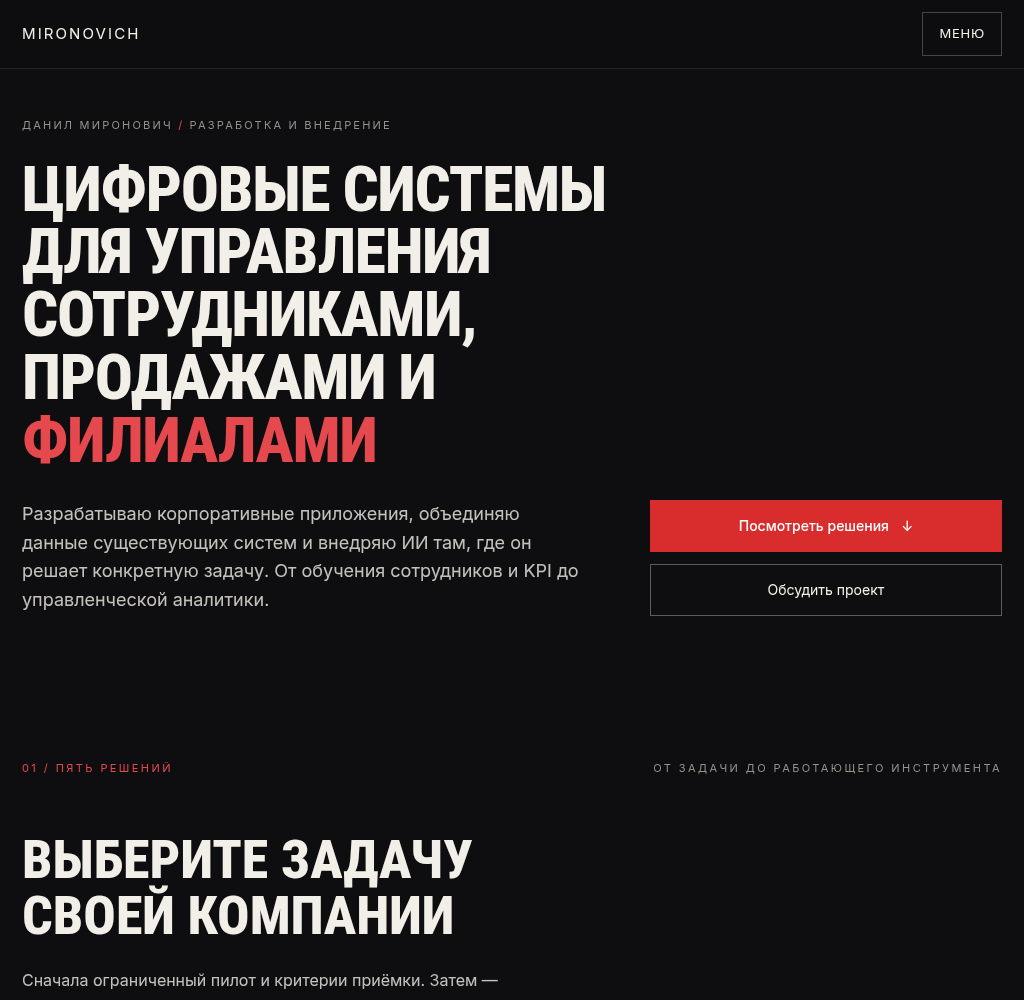 MIRONOVICH
МЕНЮ
ДАНИЛ МИРОНОВИЧ / РАЗРАБОТКА И ВНЕДРЕНИЕ
ЦИФРОВЫЕ СИСТЕМЫ
ДЛЯ УПРАВЛЕНИЯ
СОТРУДНИКАМИ,
ПРОДАЖАМИ И
ФИЛИАЛАМИ
Разрабатываю корпоративные приложения, объединяю
данные существующих систем и внедряю ИИ там, где он
решает конкретную задачу. От обучения сотрудников и KPI до
управленческой аналитики.
Посмотреть решения ↓
Обсудить проект
01 / ПЯТЬ РЕШЕНИЙ
ОТ ЗАДАЧИ ДО РАБОТАЮЩЕГО ИНСТРУМЕНТА
ВЫБЕРИТЕ ЗАДАЧУ
СВОЕЙ КОМПАНИИ
Сначала ограниченный пилот и критерии приёмки. Затем —